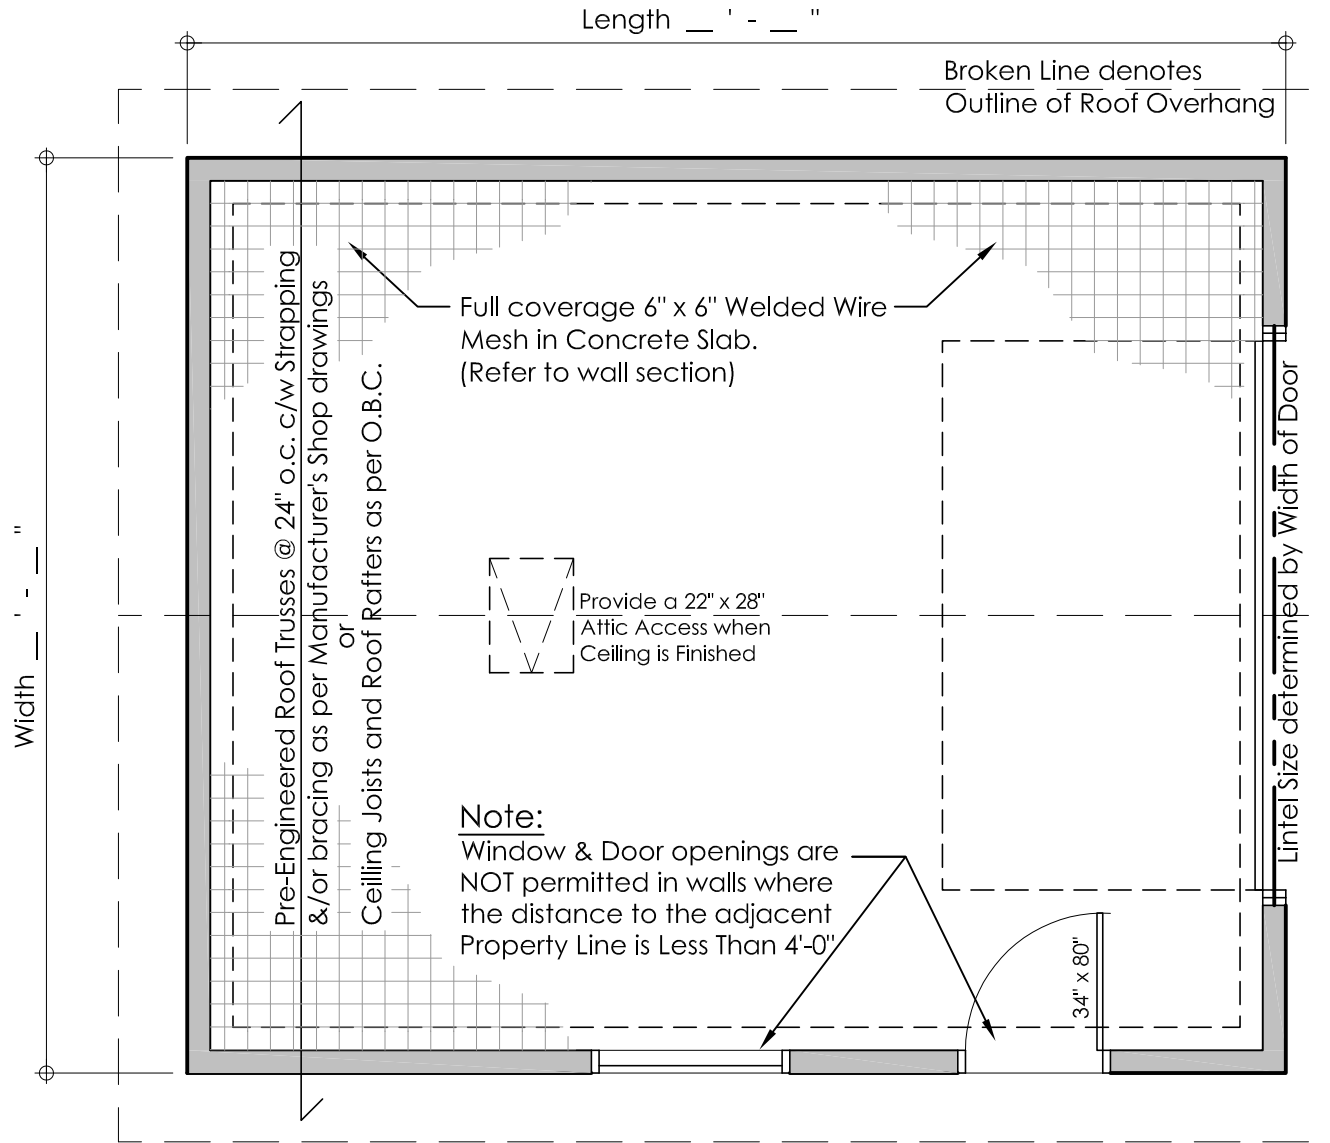 Length __ ' - __ "
Broken Line denotes
Outline of Roof Overhang
Width __ ' - __ "
Pre-Engineered Roof Trusses @ 24" o.c. c/w Strapping
&/or bracing as per Manufacturer's Shop drawings
or
Ceilling Joists and Roof Rafters as per O.B.C.
Full coverage 6" x 6" Welded Wire
Mesh in Concrete Slab.
(Refer to wall section)
Provide a 22" x 28"
Attic Access when
Ceiling is Finished
Lintel Size determined by Width of Door
Note:
Window & Door openings are
NOT permitted in walls where
the distance to the adjacent
Property Line is Less Than 4'-0"
34" x 80"